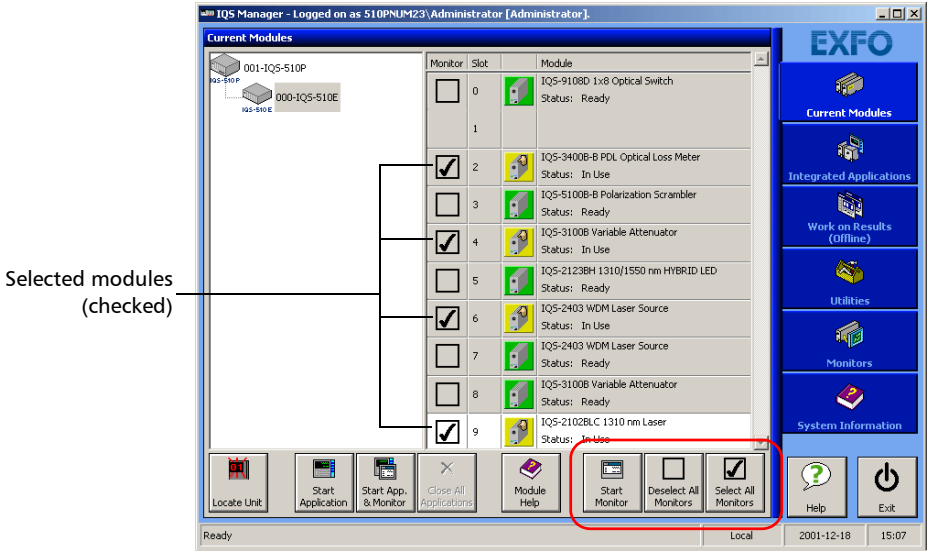 IQS Manager - Logged on as 510PNUM23\Administrator [Administrator].
Current Modules
EXFO
001-IQS-510P
IQS-510P
000-IQS-510E
IQS-510E
Monitor Slot Module
0 IQS-9108D 1x8 Optical Switch
Status: Ready
1
2 IQS-3400B-B PDL Optical Loss Meter
Status: In Use
3 IQS-5100B-B Polarization Scrambler
Status: Ready
4 IQS-3100B Variable Attenuator
Status: In Use
5 IQS-2123BH 1310/1550 nm HYBRID LED
Status: Ready
6 IQS-2403 WDM Laser Source
Status: In Use
7 IQS-2403 WDM Laser Source
Status: Ready
8 IQS-3100B Variable Attenuator
Status: Ready
9 IQS-2102BLC 1310 nm Laser
Status: In Use
Selected modules
(checked)
Current Modules
Integrated Applications
Work on Results
(Offline)
Utilities
Monitors
System Information
Locate Unit
Start
Application
Start App.
& Monitor
Close All
Applications
Module
Help
Start
Monitor
Deselect All
Monitors
Select All
Monitors
Help
Exit
Ready
Local
2001-12-18
15:07